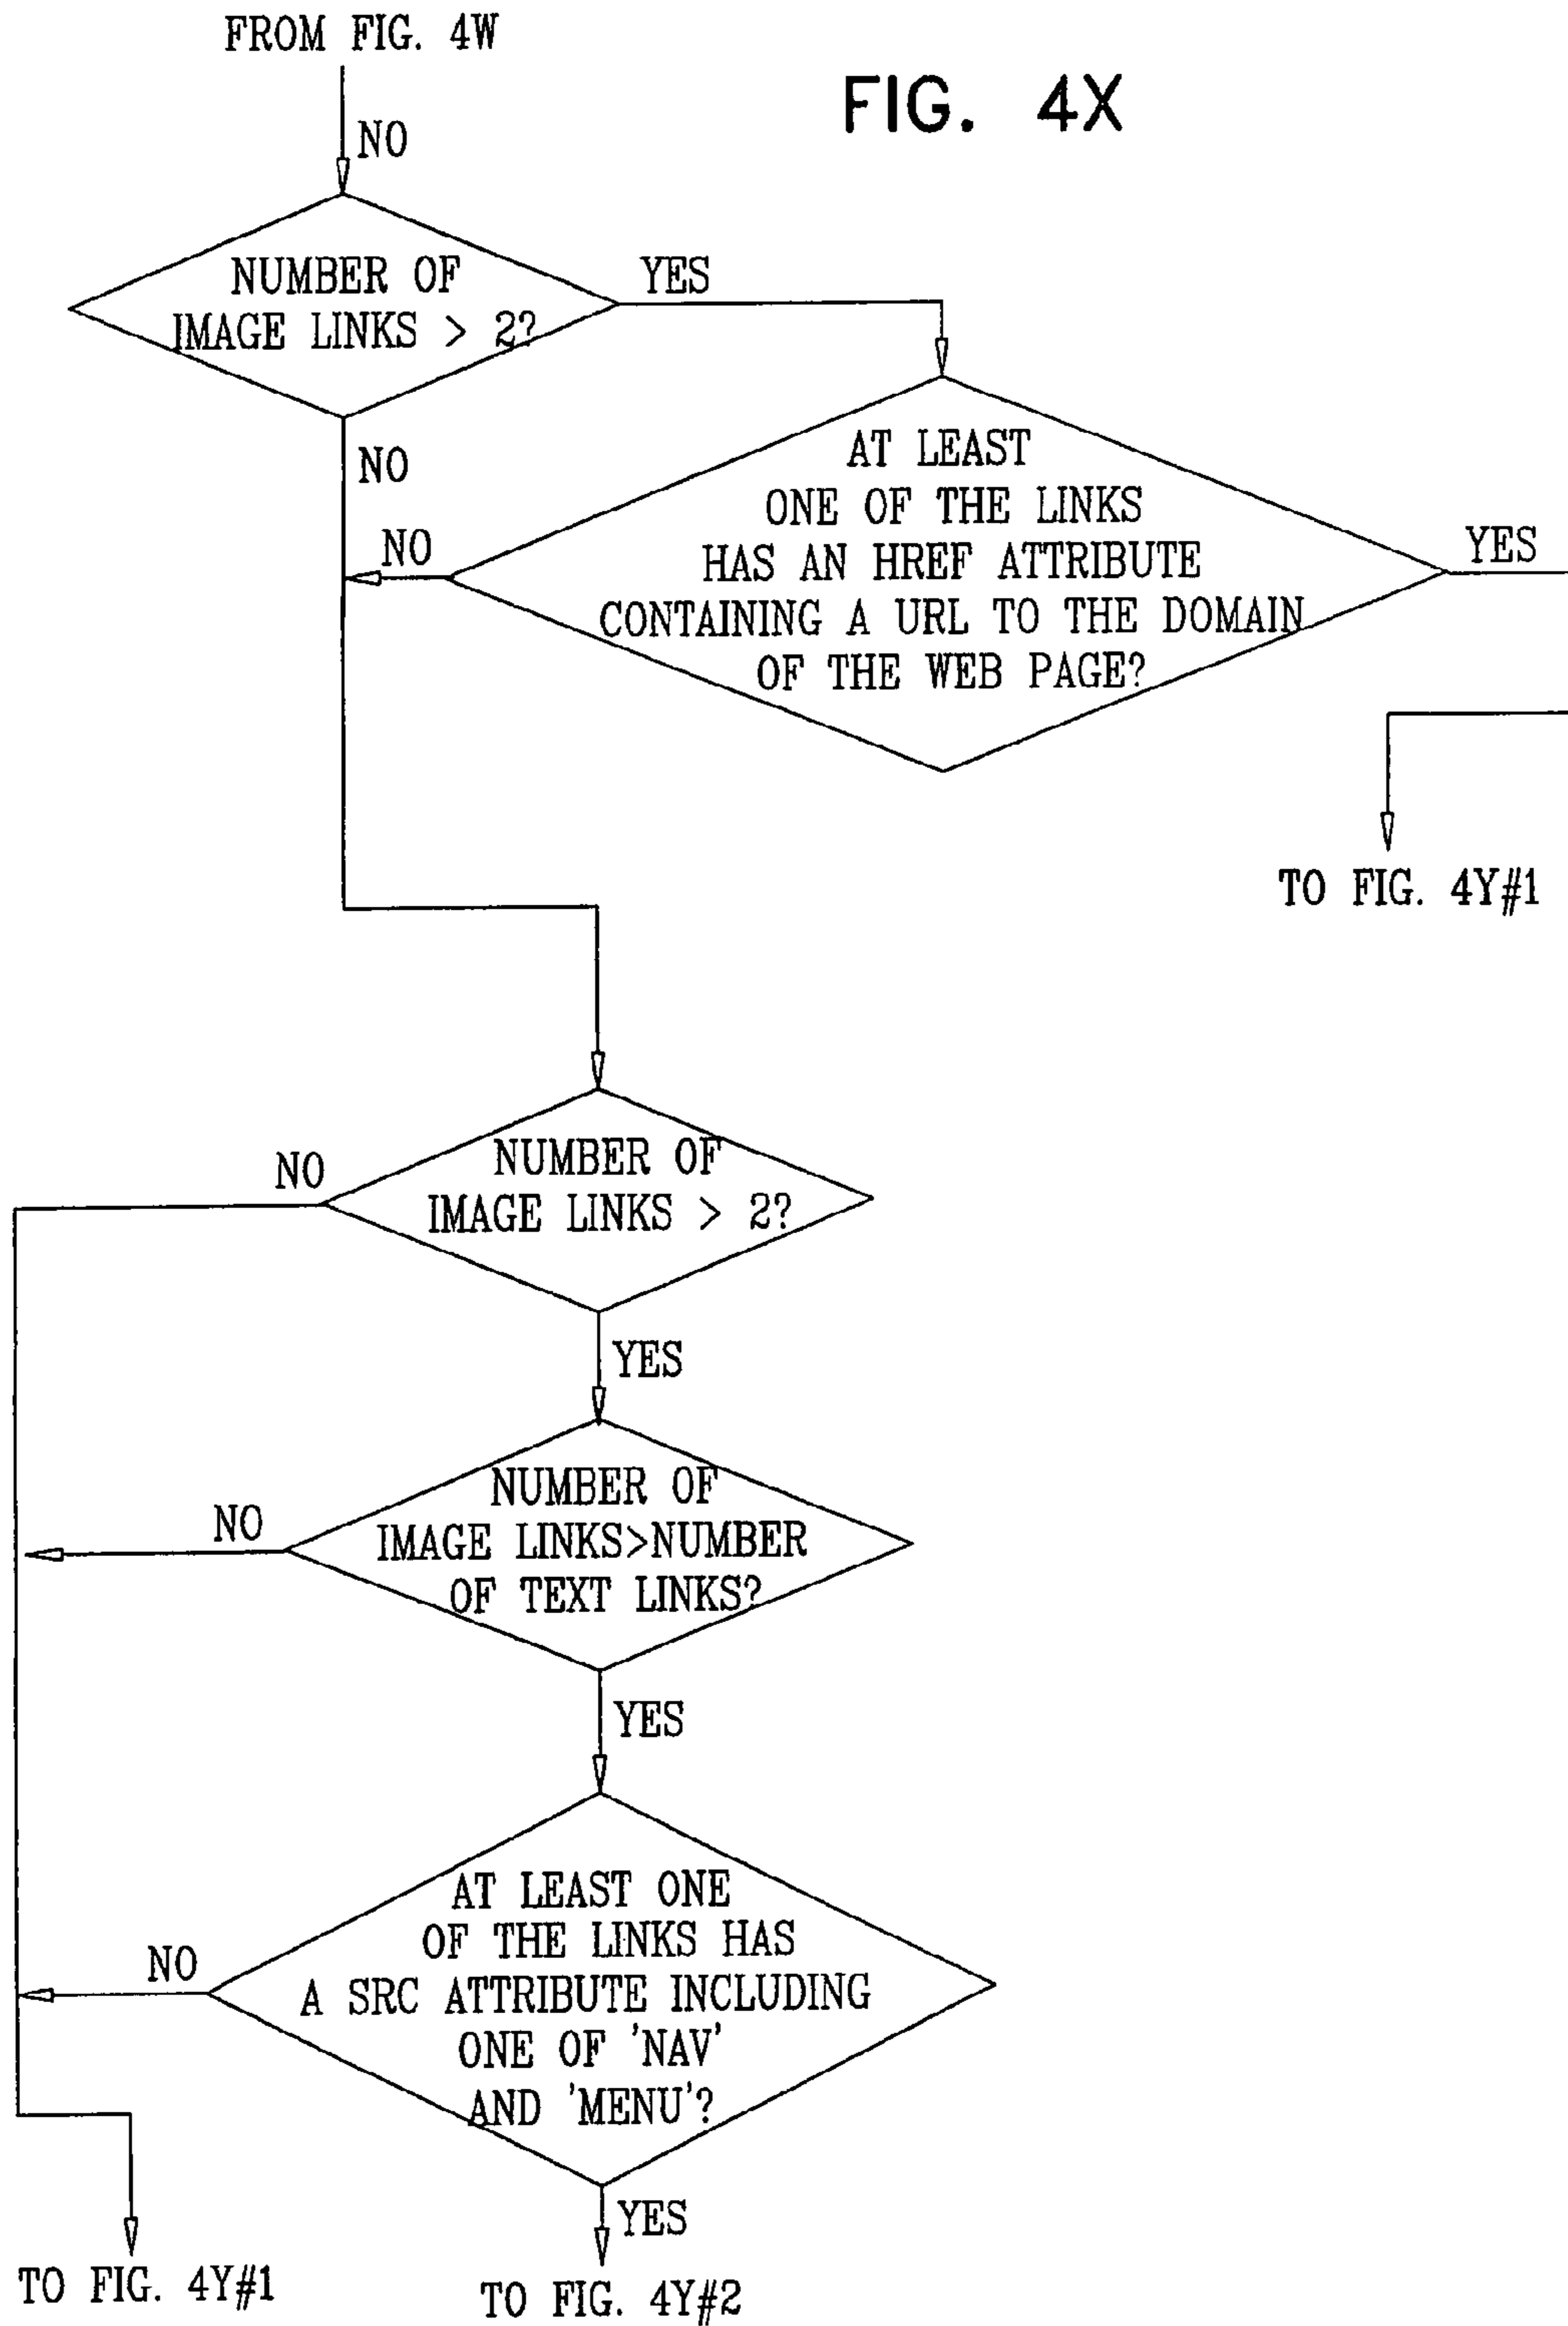 FROM FIG. 4W
FIG. 4X
NO
NUMBER OF
IMAGE LINKS > 2?
YES
NO
AT LEAST
ONE OF THE LINKS
HAS AN HREF ATTRIBUTE
CONTAINING A URL TO THE DOMAIN
OF THE WEB PAGE?
NO
YES
TO FIG. 4Y#1
NUMBER OF
IMAGE LINKS > 2?
NO
YES
NUMBER OF
IMAGE LINKS>NUMBER
OF TEXT LINKS?
NO
YES
AT LEAST ONE
OF THE LINKS HAS
A SRC ATTRIBUTE INCLUDING
ONE OF 'NAV'
AND 'MENU'?
NO
YES
TO FIG. 4Y#1
TO FIG. 4Y#2